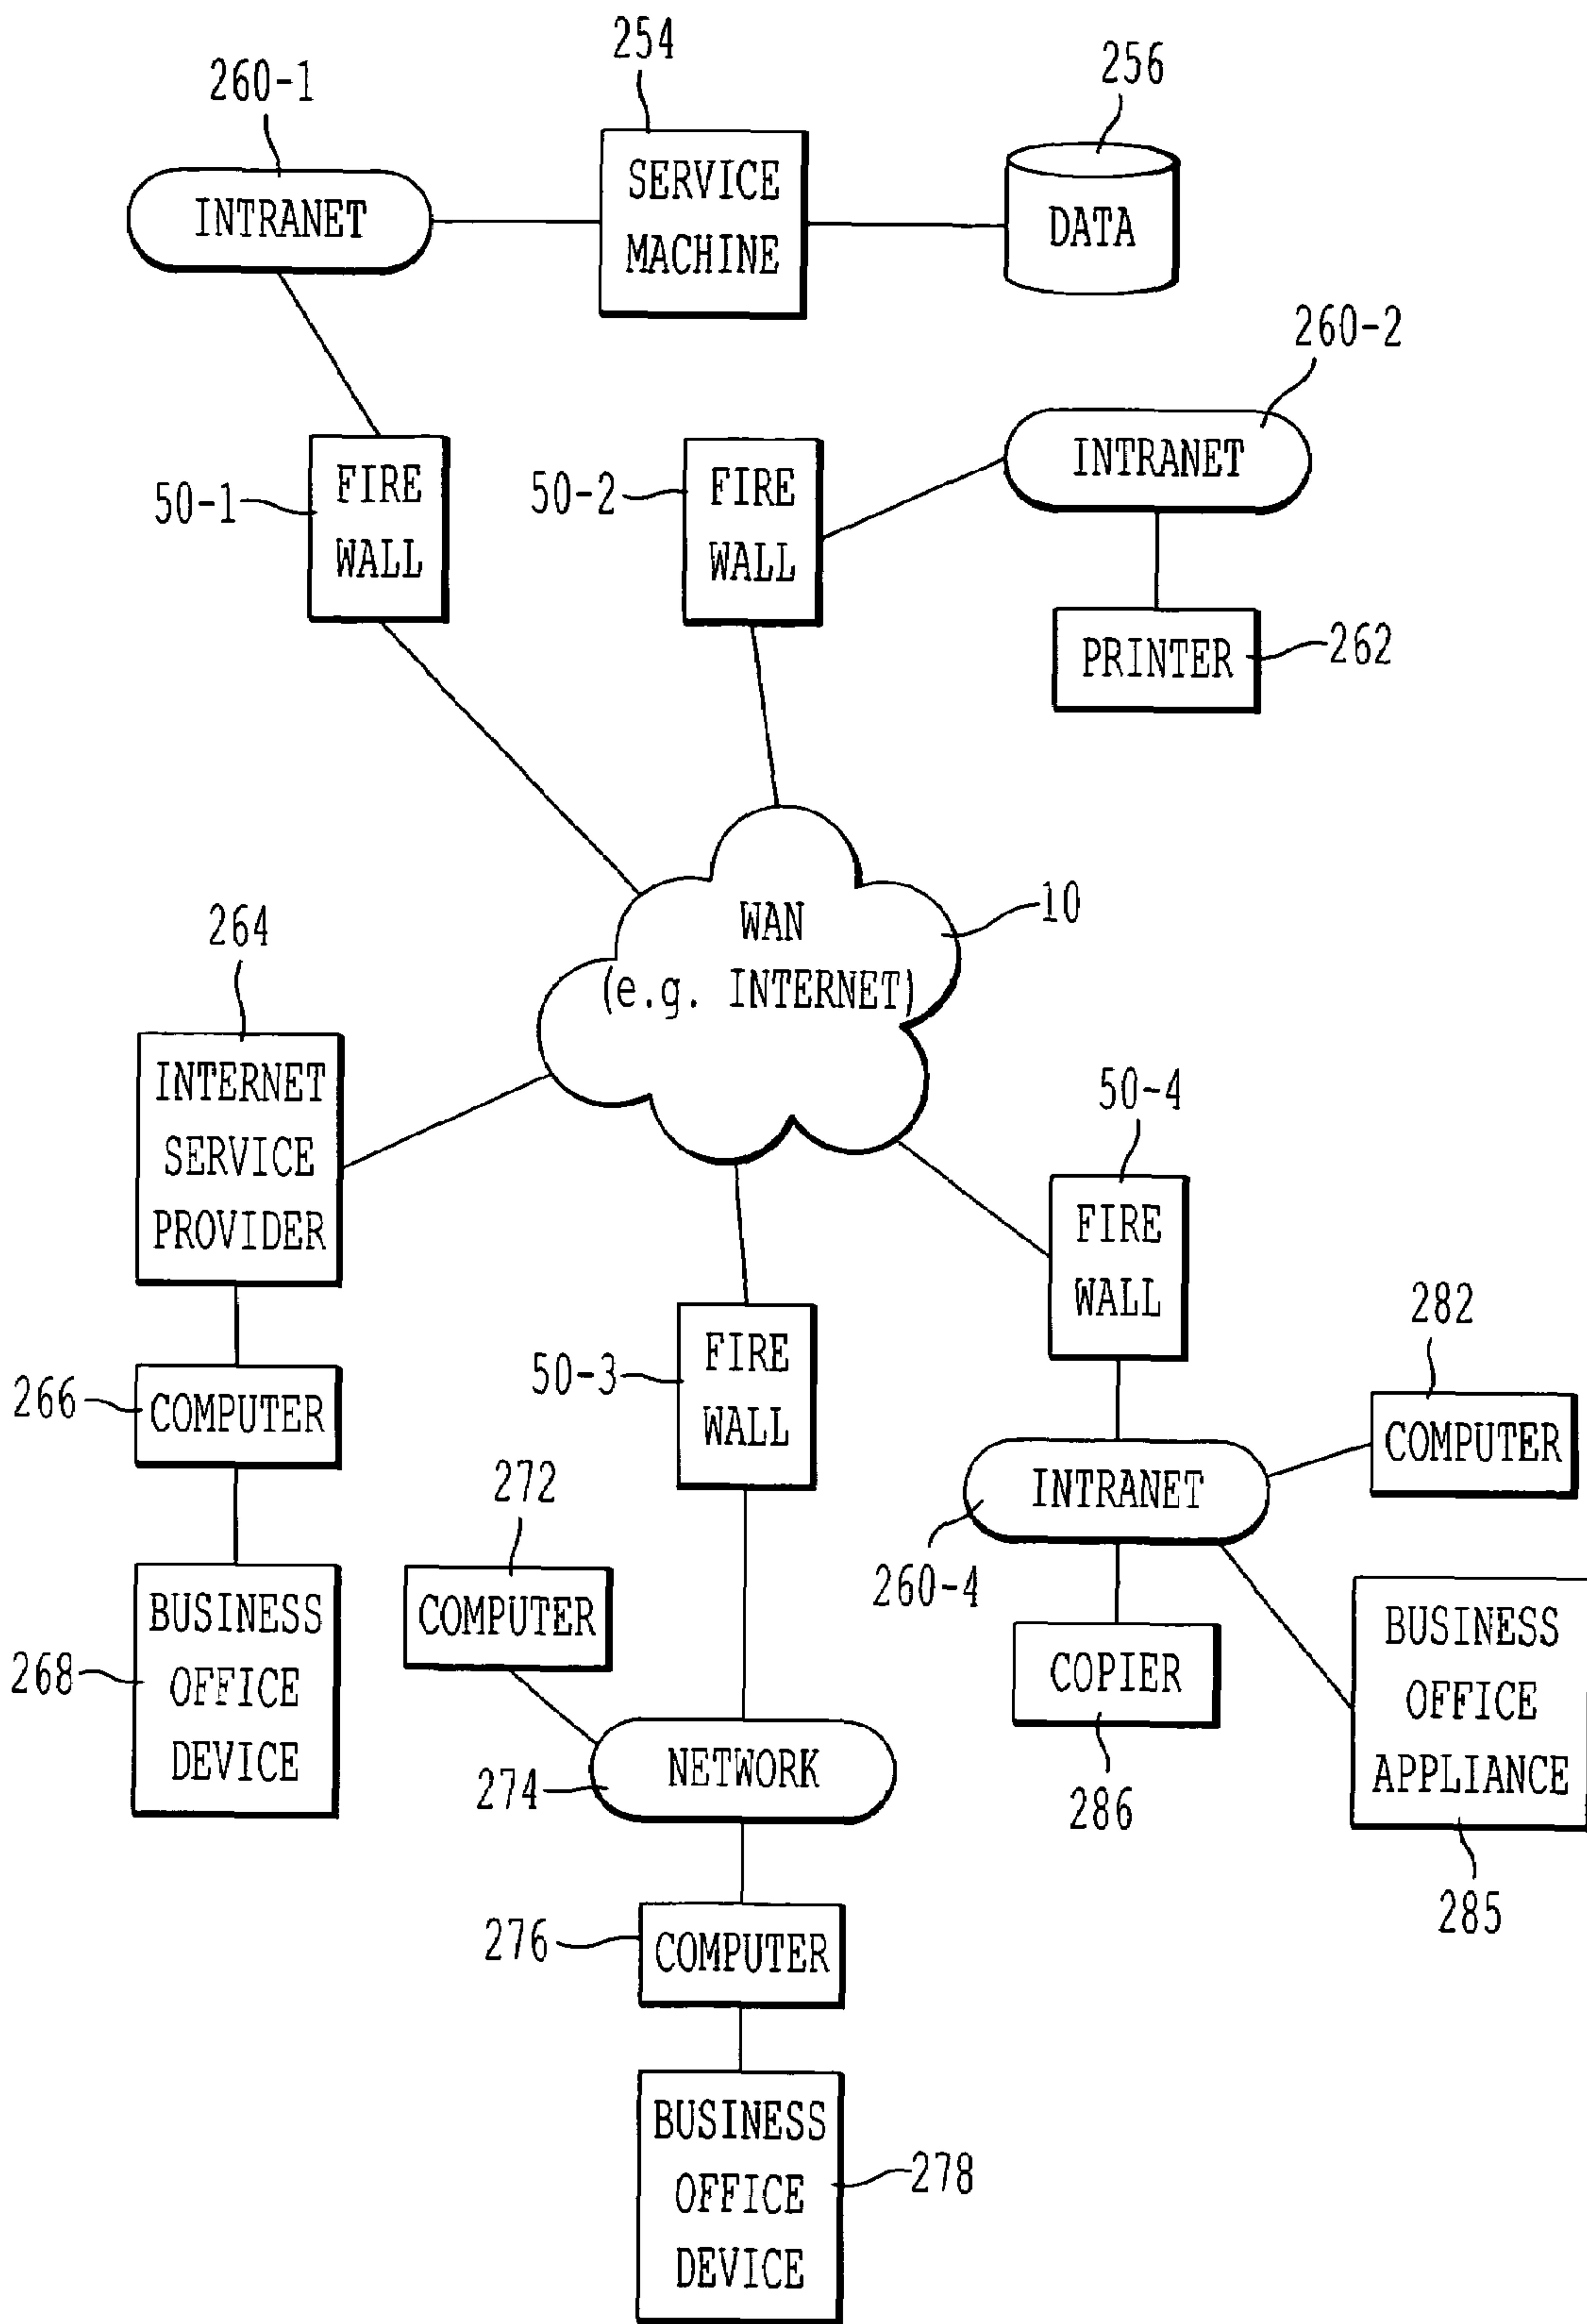 254
256
260-1
INTRANET
SERVICE
MACHINE
DATA
260-2
INTRANET
50-1
FIRE
WALL
50-2
FIRE
WALL
PRINTER
262
WAN
(e.g. INTERNET)
10
264
INTERNET
SERVICE
PROVIDER
50-4
FIRE
WALL
50-3
FIRE
WALL
282
COMPUTER
266
COMPUTER
272
COMPUTER
INTRANET
260-4
268
BUSINESS
OFFICE
DEVICE
COPIER
286
BUSINESS
OFFICE
APPLIANCE
285
NETWORK
274
276
COMPUTER
BUSINESS
OFFICE
DEVICE
278